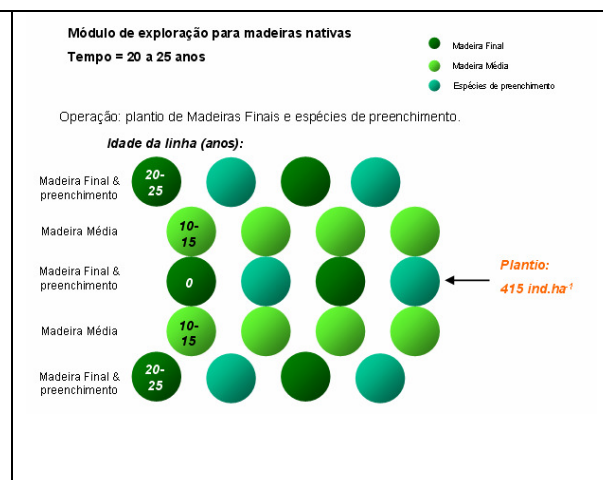 Módulo de exploração para madeiras nativas
Tempo = 20 a 25 anos
Madeira Final
Madeira Média
Espécies de preenchimento
Operação: plantio de Madeiras Finais e espécies de preenchimento.
Idade da linha (anos):
Madeira Final &
preenchimento
20-
25
Madeira Média
10-
15
Madeira Final &
preenchimento
0
Plantio:
415 ind.ha⁻¹
Madeira Média
10-
15
Madeira Final &
preenchimento
20-
25